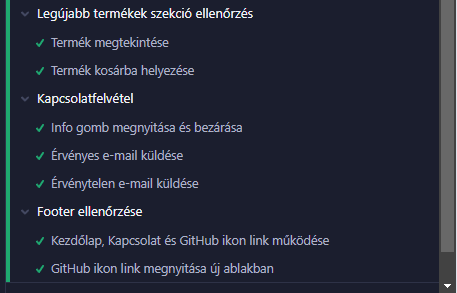 Legújabb termékek szekció ellenőrzés
Termék megtekintése
Termék kosárba helyezése
Kapcsolatfelvétel
Info gomb megnyitása és bezárása
Érvényes e-mail küldése
Érvénytelen e-mail küldése
Footer ellenőrzése
Kezdőlap, Kapcsolat és GitHub ikon link működése
GitHub ikon link megnyitása új ablakban